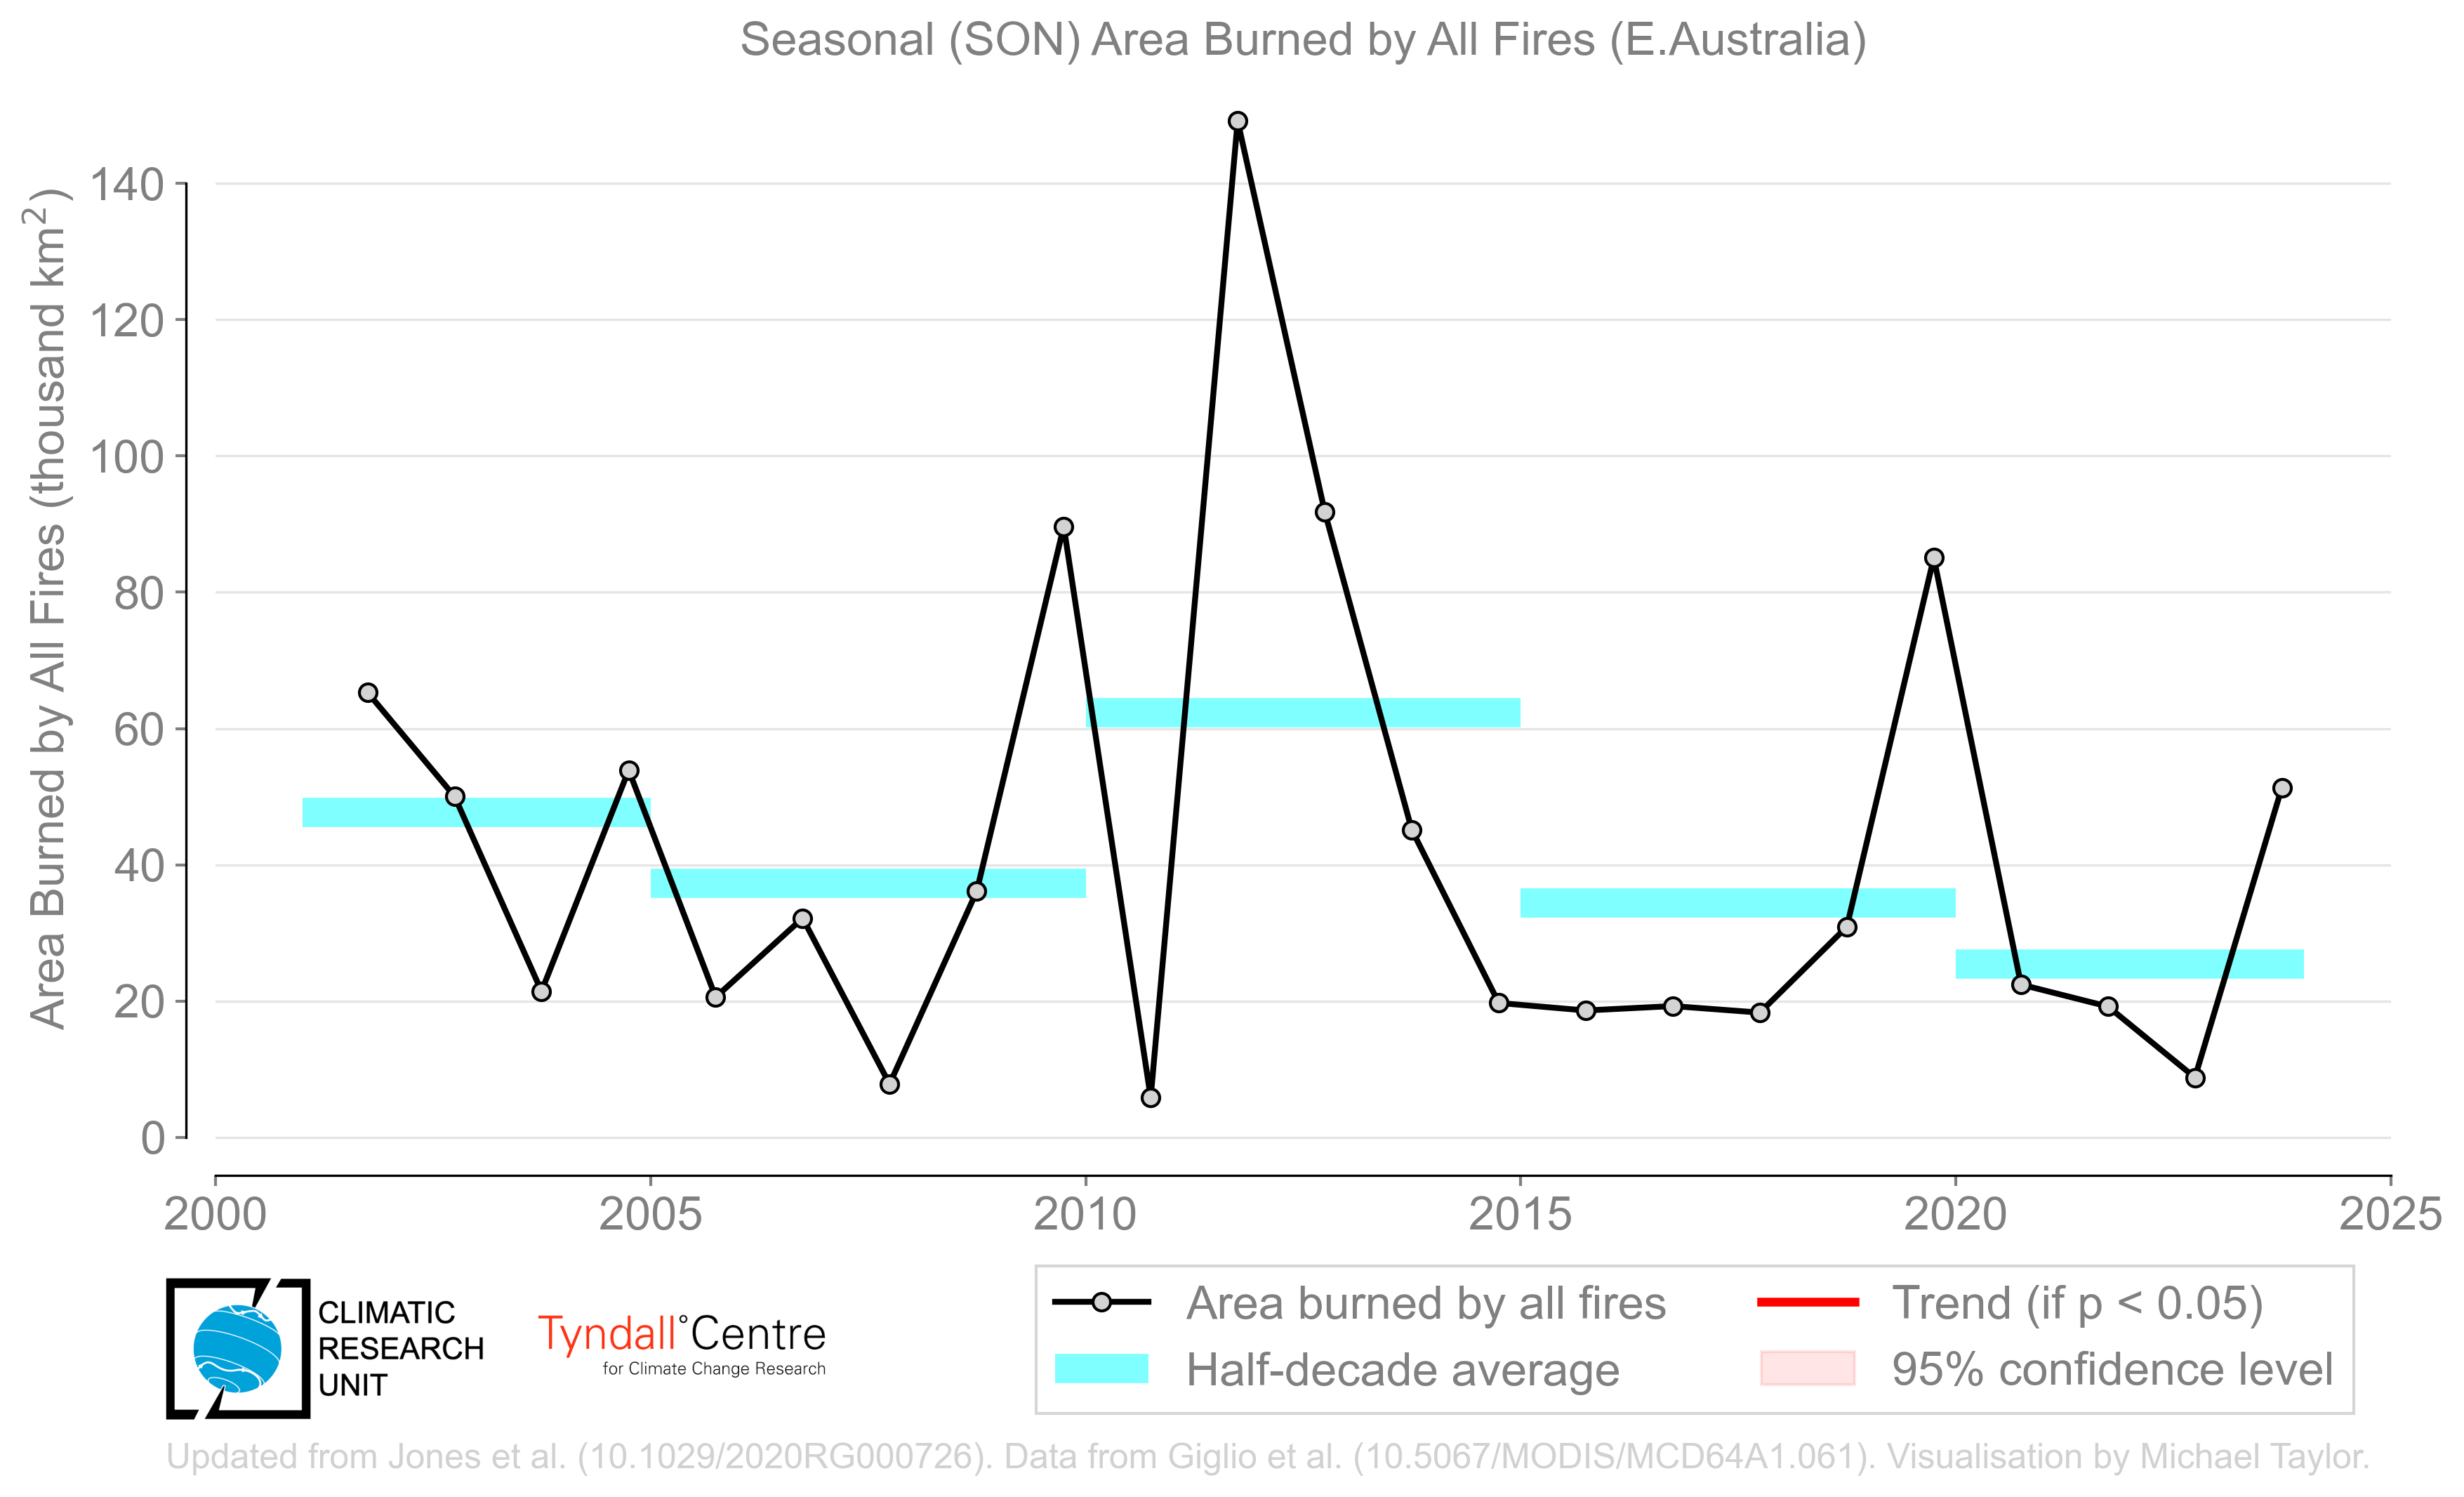 Seasonal (SON) Area Burned by All Fires (E.Australia)
Area Burned by All Fires (thousand km²)
140
120
100
80
60
40
20
0
2000 2005 2010 2015 2020 2025
CLIMATIC
RESEARCH
UNIT
Tyndall°Centre
for Climate Change Research
Area burned by all fires
Half-decade average
Trend (if p < 0.05)
95% confidence level
Updated from Jones et al. (10.1029/2020RG000726). Data from Giglio et al. (10.5067/MODIS/MCD64A1.061). Visualisation by Michael Taylor.